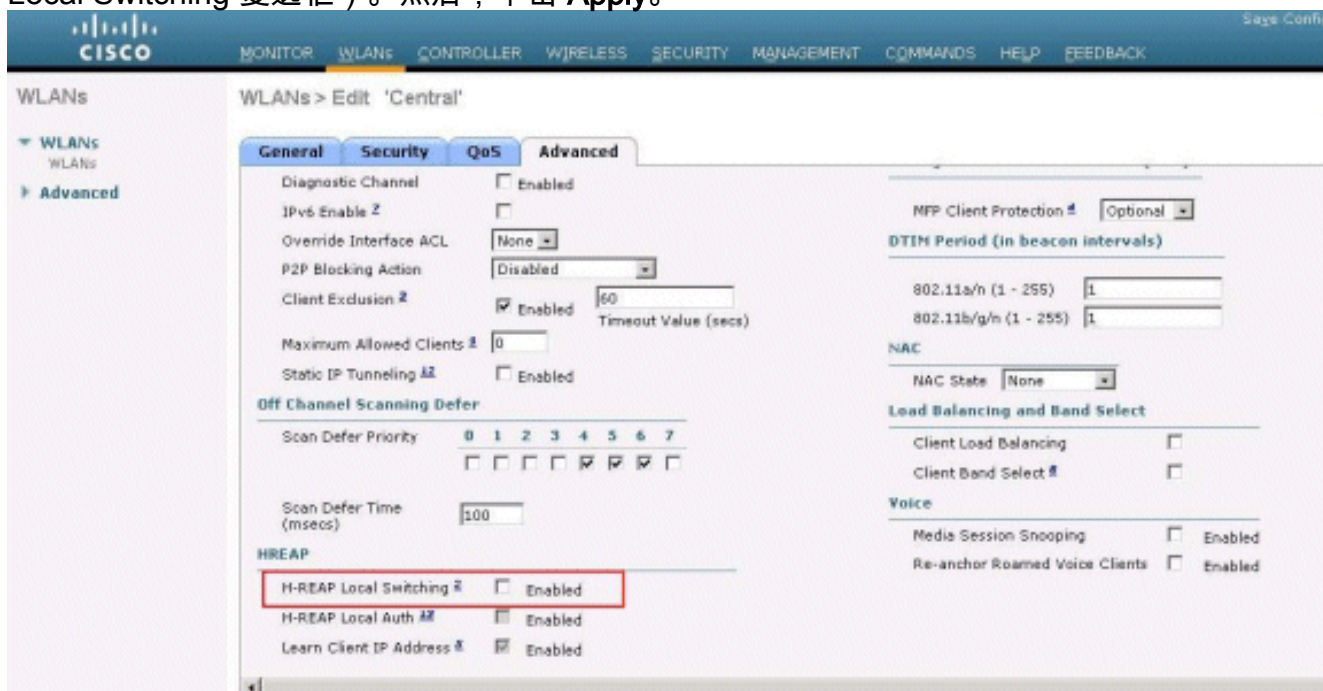 Local Switching 复选框）。然后，单击 Apply。
Save Confi
CISCO
MONITOR WLANs CONTROLLER WIRELESS SECURITY MANAGEMENT COMMANDS HELP FEEDBACK
WLANs
WLANs > Edit 'Central'
WLANs
WLANs
Advanced
General Security QoS Advanced
Diagnostic Channel Enabled
IPv6 Enable
Override Interface ACL None
P2P Blocking Action Disabled
Client Exclusion Enabled 60
Timeout Value (secs)
Maximum Allowed Clients 0
Static IP Tunneling Enabled
Off Channel Scanning Defer
Scan Defer Priority 0 1 2 3 4 5 6 7
Scan Defer Time
(msecs) 100
HREAP
H-REAP Local Switching Enabled
H-REAP Local Auth Enabled
Learn Client IP Address Enabled
MFP Client Protection Optional
DTIM Period (in beacon intervals)
802.11a/n (1 - 255) 1
802.11b/g/n (1 - 255) 1
NAC
NAC State None
Load Balancing and Band Select
Client Load Balancing
Client Band Select
Voice
Media Session Snooping Enabled
Re-anchor Roamed Voice Clients Enabled